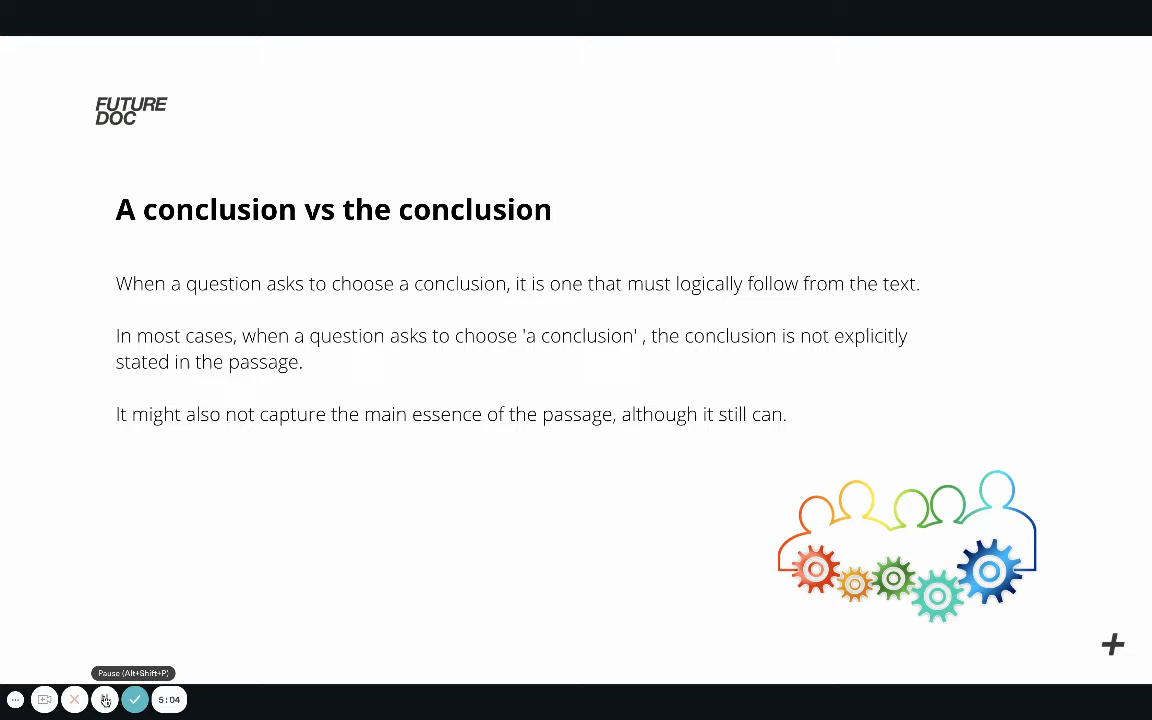 FUTURE
DOC
A conclusion vs the conclusion
When a question asks to choose a conclusion, it is one that must logically follow from the text.
In most cases, when a question asks to choose 'a conclusion' , the conclusion is not explicitly
stated in the passage.
It might also not capture the main essence of the passage, although it still can.
Pause (Alt+Shift+P)
5:04